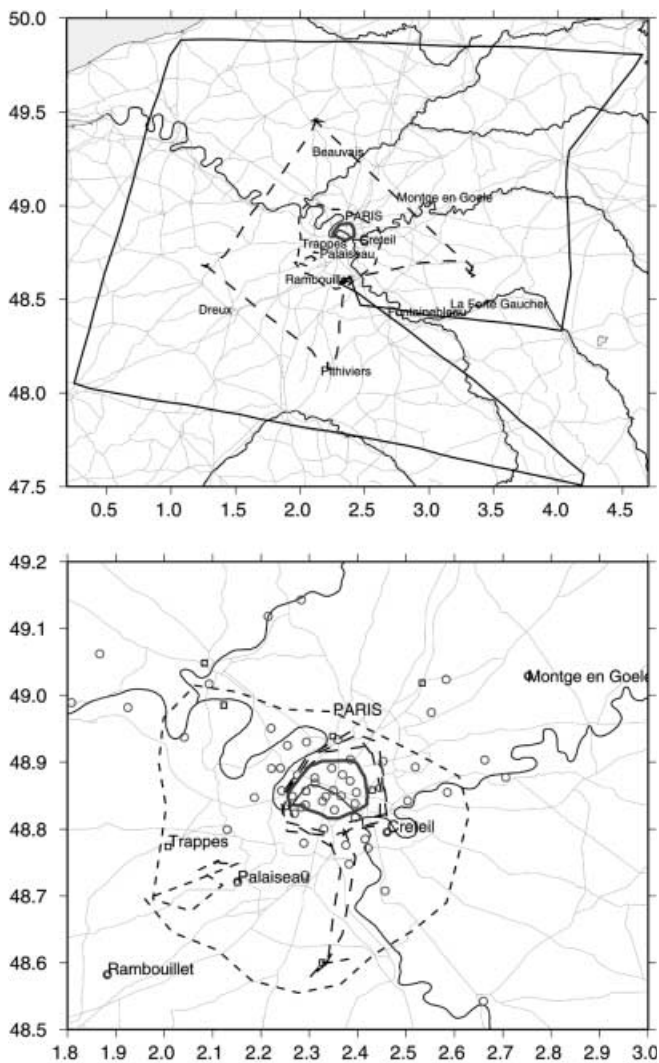 50.0
49.5
Beauvais
Montge en Goele
49.0
PARIS
Trappes
Creteil
Palaiseau
Rambouillet
48.5
Dreux
La Ferte Gaucher
Fontainebleau
Pithiviers
48.0
47.5
0.5 1.0 1.5 2.0 2.5 3.0 3.5 4.0 4.5
49.2
49.1
49.0
Montge en Goele
PARIS
48.9
48.8
Creteil
Trappes
48.7
Palaiseau
48.6
Rambouillet
48.5
1.8 1.9 2.0 2.1 2.2 2.3 2.4 2.5 2.6 2.7 2.8 2.9 3.0